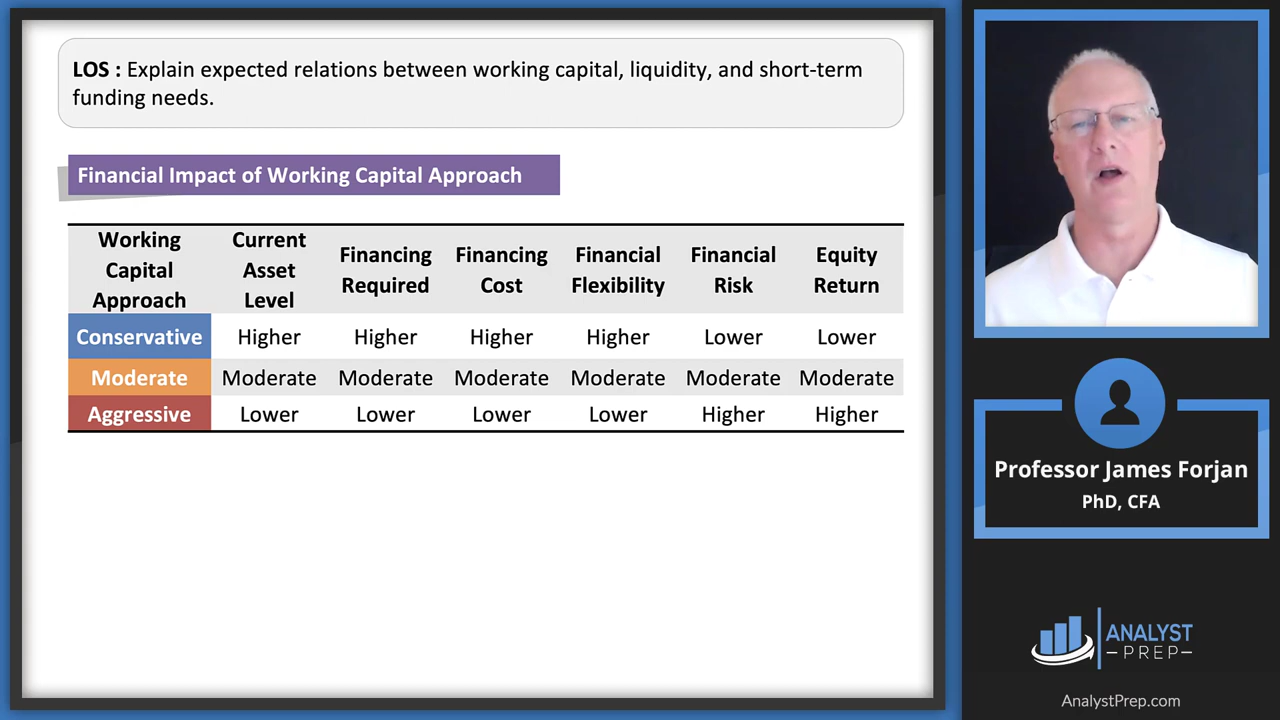 LOS : Explain expected relations between working capital, liquidity, and short-term
funding needs.
Financial Impact of Working Capital Approach
Working Capital Approach Current Asset Level Financing Required Financing Cost Financial Flexibility Financial Risk Equity Return
Conservative Higher Higher Higher Higher Lower Lower
Moderate Moderate Moderate Moderate Moderate Moderate Moderate
Aggressive Lower Lower Lower Lower Higher Higher
Professor James Forjan
PhD, CFA
ANALYST
PREP
AnalystPrep.com